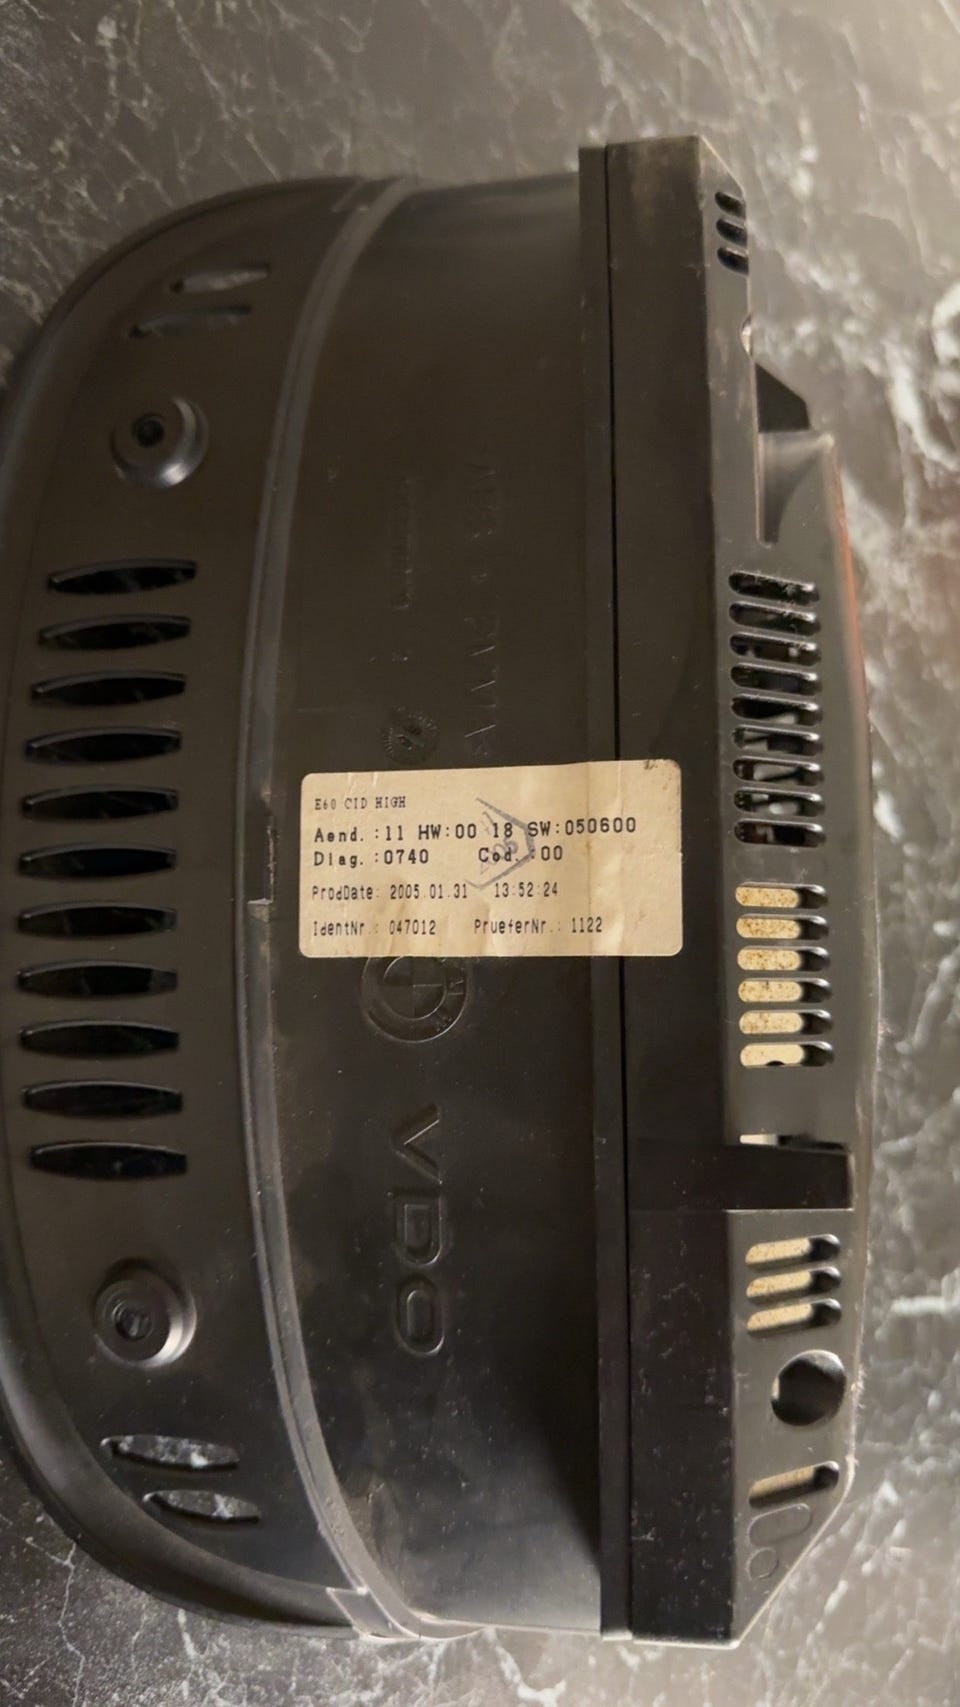 E60 CID HIGH
Aend. :11 HW:00 18 SW:050600
Diag. :0740 Cod. :00
ProdDate: 2005.01.31 13:52:24
IdentNr.: 047012 PrueferNr.: 1122
VDO